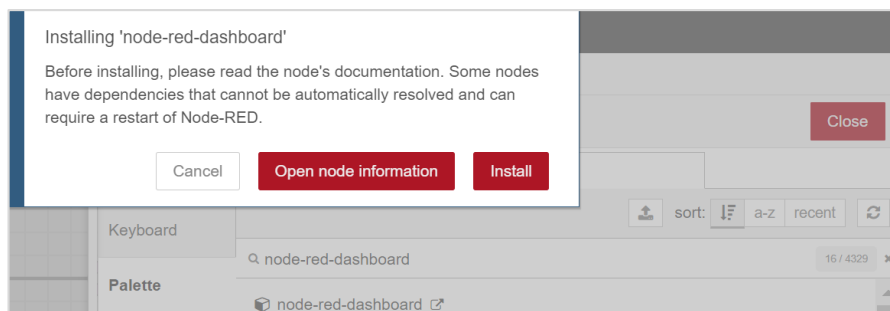 Installing 'node-red-dashboard'
Before installing, please read the node's documentation. Some nodes
have dependencies that cannot be automatically resolved and can
require a restart of Node-RED.
Cancel
Open node information
Install
Close
sort:
a-z
recent
Keyboard
node-red-dashboard
16 / 4329
Palette
node-red-dashboard